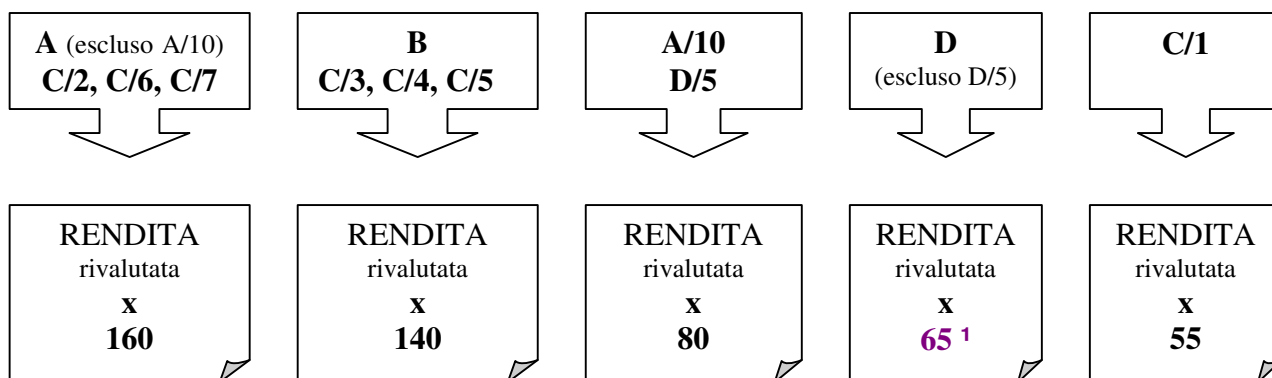 A (escluso A/10)
C/2, C/6, C/7
B
C/3, C/4, C/5
A/10
D/5
D
(escluso D/5)
C/1
RENDITA
rivalutata
x
160
RENDITA
rivalutata
x
140
RENDITA
rivalutata
x
80
RENDITA
rivalutata
x
65 ¹
RENDITA
rivalutata
x
55